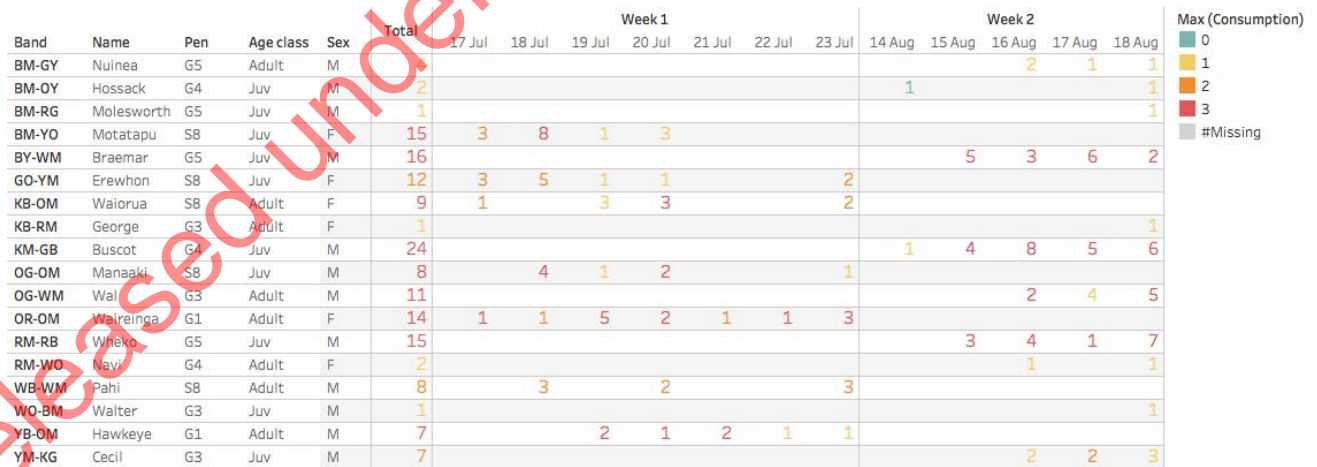 Week 1 Week 2 Max (Consumption)
Total
Band Name Pen Age class Sex 17 Jul 18 Jul 19 Jul 20 Jul 21 Jul 22 Jul 23 Jul 14 Aug 15 Aug 16 Aug 17 Aug 18 Aug
0
1
2
3
#Missing
BM-GY Nuinea G5 Adult M 2 1 1
BM-OY Hossack G4 Juv M 2 1 1
BM-RG Molesworth G5 Juv M 1 1
BM-YO Motatapu S8 Juv F 15 3 8 1 3
BY-WM Braemar G5 Juv M 16 5 3 6 2
GO-YM Erewhon S8 Juv F 12 3 5 1 1 2
KB-OM Waiorua S8 Adult F 9 1 3 3 2
KB-RM George G3 Adult F 1 1
KM-GB Buscot G4 Juv M 24 1 4 8 5 6
OG-OM Manaaki S8 Juv M 8 4 1 2 1
OG-WM Wal G3 Adult M 11 2 4 5
OR-OM Waireinga G1 Adult F 14 1 1 5 2 1 1 3
RM-RB Wheko G5 Juv M 15 3 4 1 7
RM-WO Navi G4 Adult F 2 1 1
WB-WM Pahi S8 Adult M 8 3 2 3
WO-BM Walter G3 Juv M 1 1
YB-OM Hawkeye G1 Adult M 7 2 1 2 1 1
YM-KG Cecil G3 Juv M 7 2 2 3
eleased under